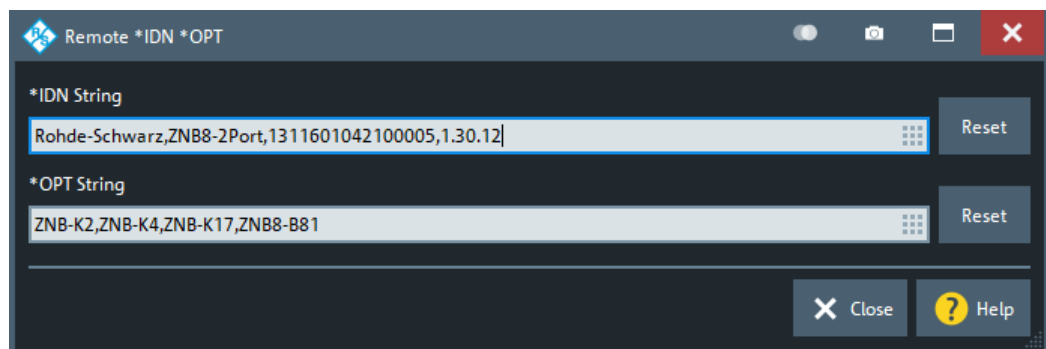 Remote *IDN *OPT
*IDN String
Rohde-Schwarz,ZNB8-2Port,1311601042100005,1.30.12
Reset
*OPT String
ZNB-K2,ZNB-K4,ZNB-K17,ZNB8-B81
Reset
Close
? Help